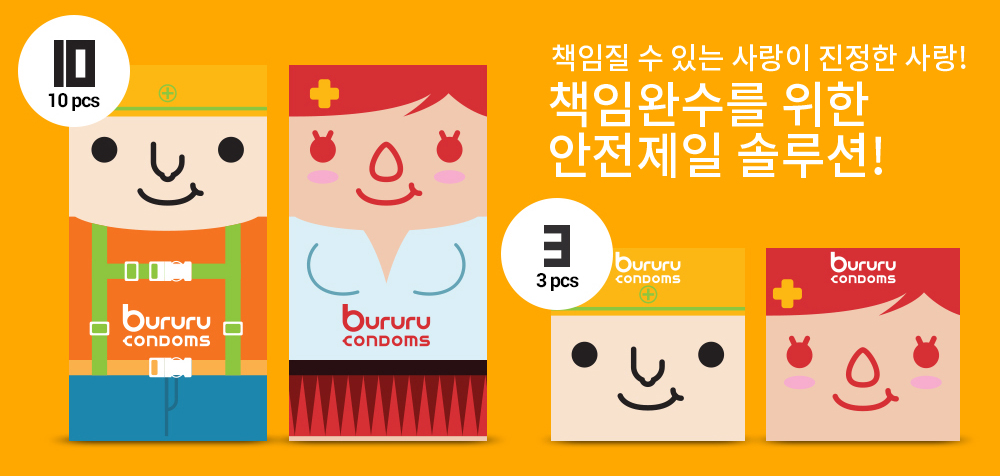 10
10 pcs
책임질 수 있는 사랑이 진정한 사랑!
책임완수를 위한
안전제일 솔루션!
bururu
CONDOMS
bururu
CONDOMS
3
3 pcs
bururu
CONDOMS
bururu
CONDOMS